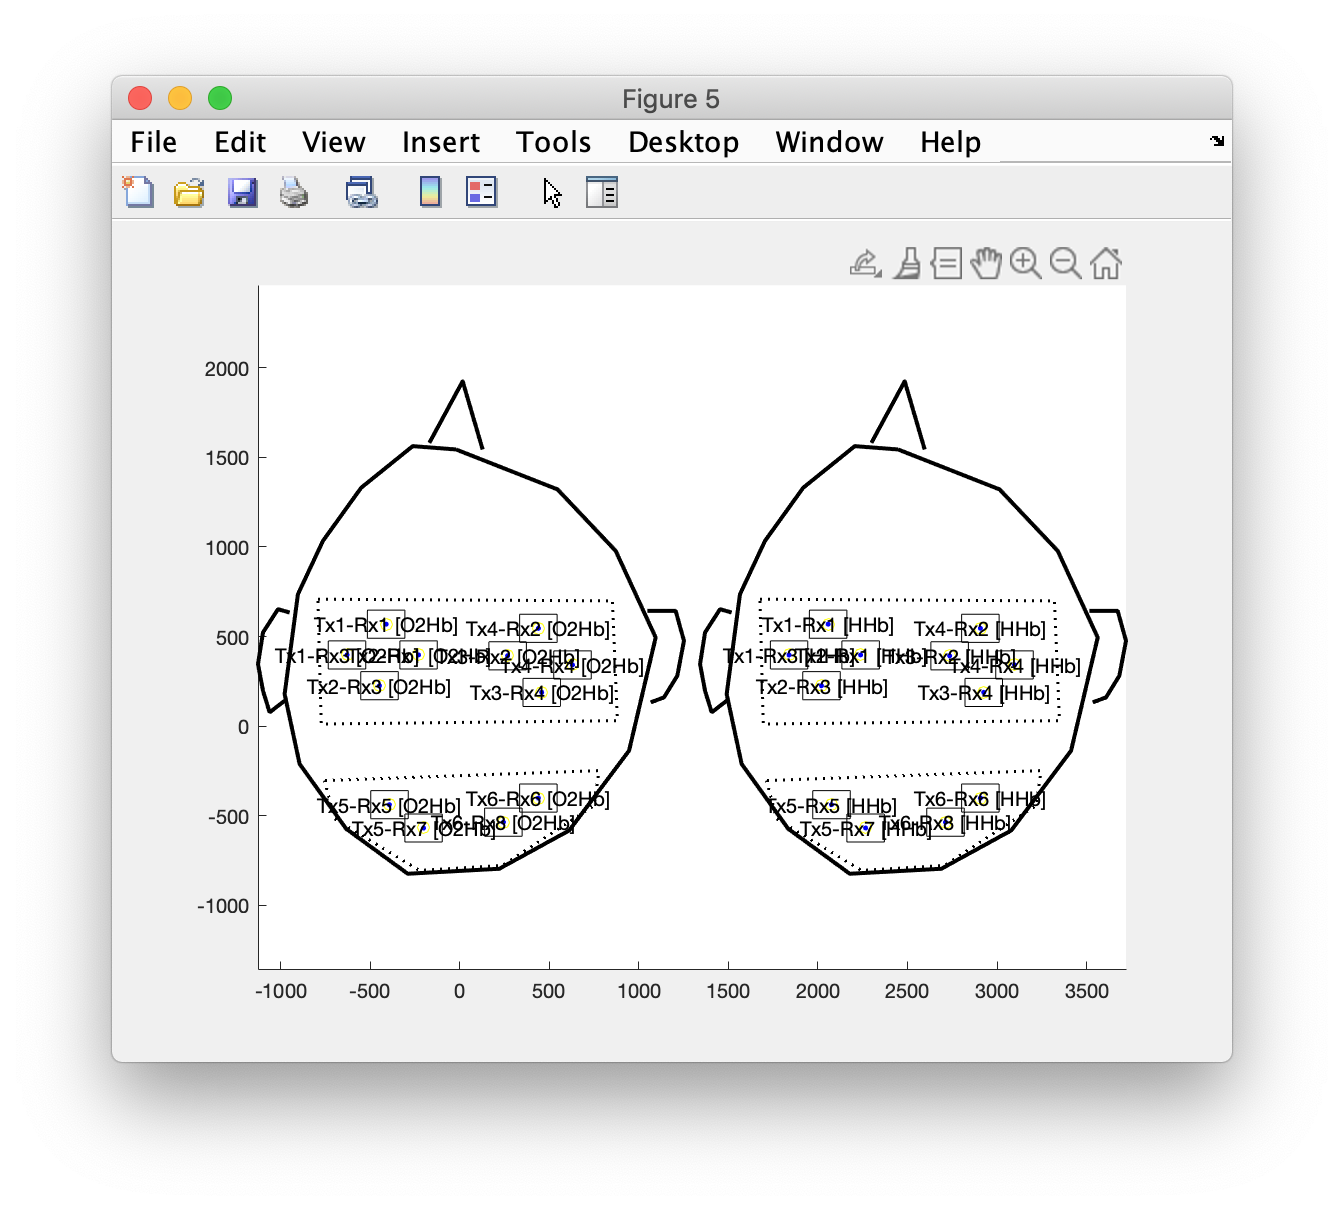 Figure 5
File Edit View Insert Tools Desktop Window Help
2000
1500
1000
500
0
-500
-1000
Tx1-Rx1 [O2Hb]
Tx4-Rx2 [O2Hb]
Tx1-Rx3
Tx2-Rx1 [O2Hb]
Tx3-Rx2 [O2Hb]
Tx4-Rx4 [O2Hb]
Tx2-Rx3 [O2Hb]
Tx3-Rx4 [O2Hb]
Tx5-Rx5 [O2Hb]
Tx6-Rx6 [O2Hb]
Tx5-Rx7 [O2Hb]
Tx6-Rx8 [O2Hb]
Tx1-Rx1 [HHb]
Tx4-Rx2 [HHb]
Tx1-Rx3
Tx2-Rx1 [HHb]
Tx3-Rx2 [HHb]
Tx4-Rx4 [HHb]
Tx2-Rx3 [HHb]
Tx3-Rx4 [HHb]
Tx5-Rx5 [HHb]
Tx6-Rx6 [HHb]
Tx5-Rx7 [HHb]
Tx6-Rx8 [HHb]
-1000 -500 0 500 1000 1500 2000 2500 3000 3500